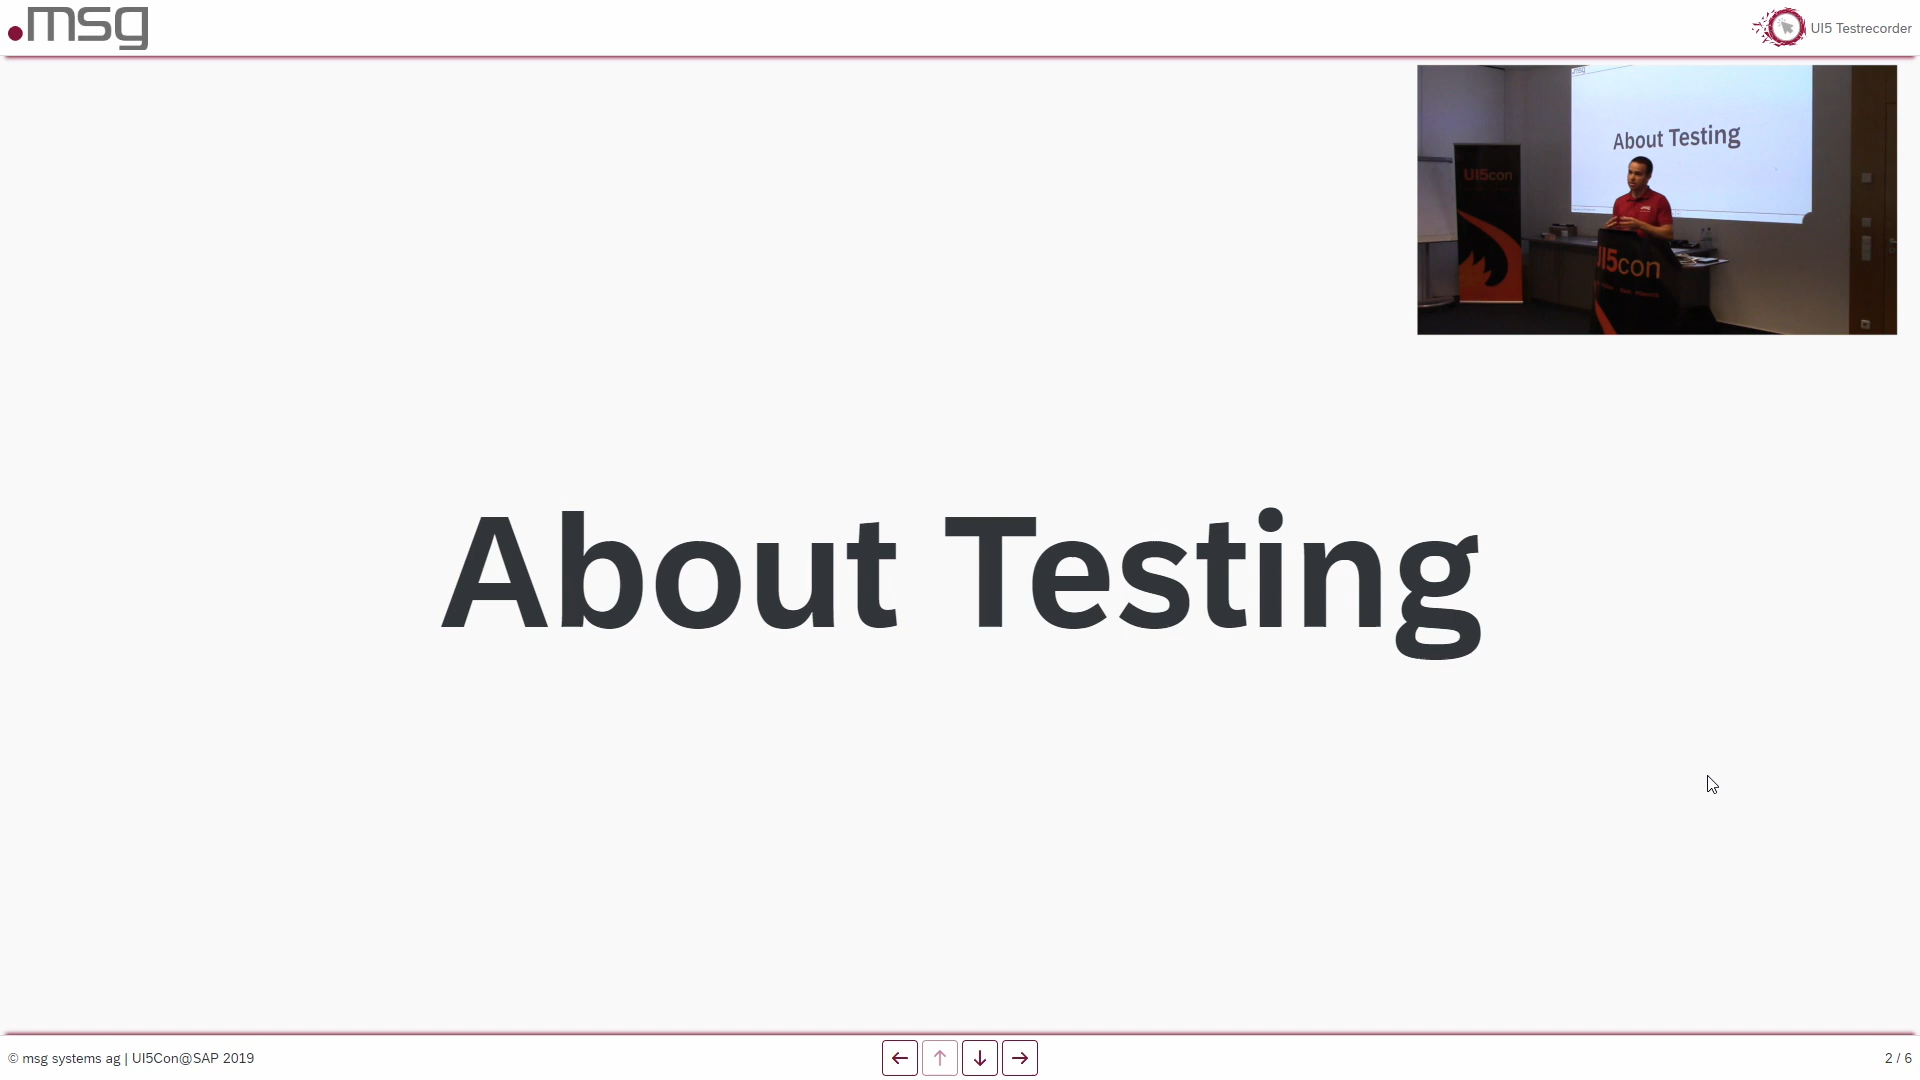 msg
UI5 Testrecorder
About Testing
UI5con
UI5con
About Testing
© msg systems ag | UI5Con@SAP 2019
2 / 6